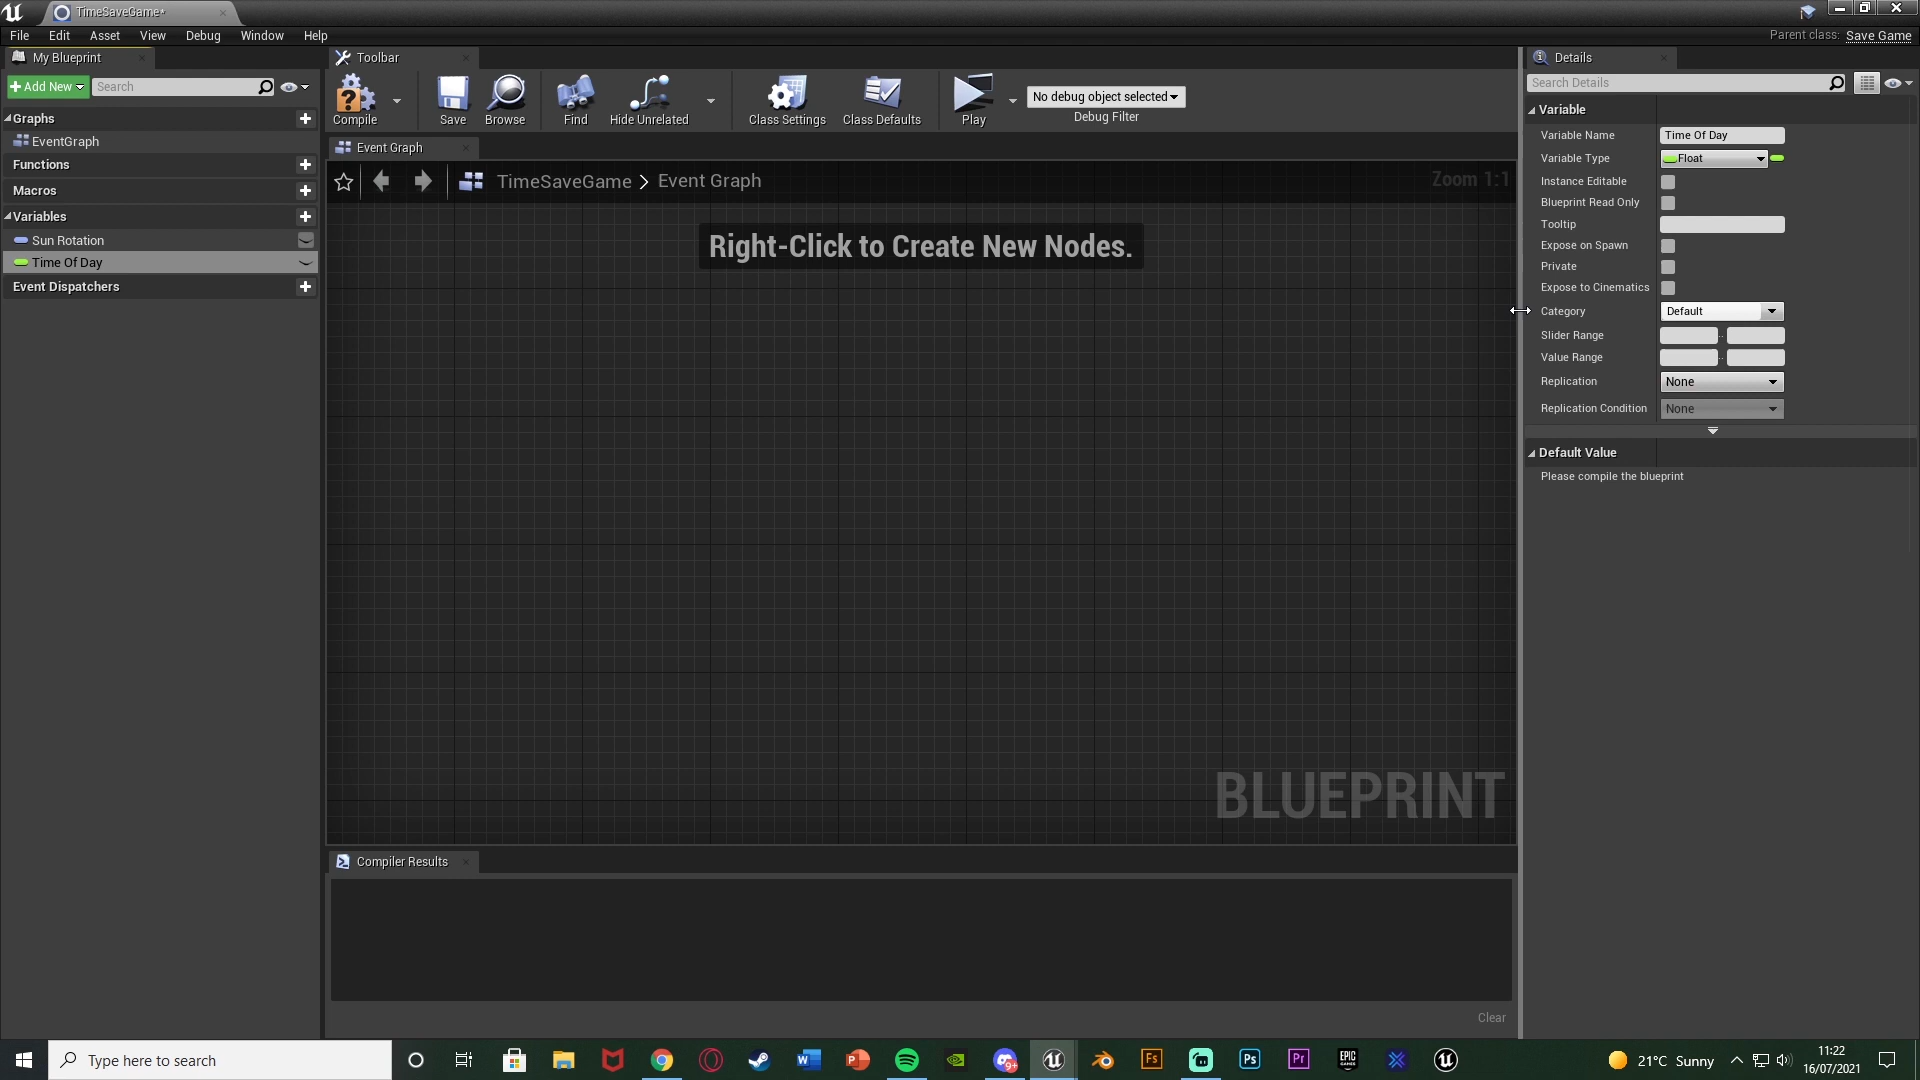 TimeSaveGame*
File Edit Asset View Debug Window Help
Parent class: Save Game
My Blueprint
Toolbar
Details
Add New
Search
Search Details
Compile
Save
Browse
Find
Hide Unrelated
Class Settings
Class Defaults
Play
No debug object selected
Debug Filter
Graphs
EventGraph
Functions
Macros
Variables
Sun Rotation
Time Of Day
Event Dispatchers
Event Graph
TimeSaveGame > Event Graph
Zoom 1:1
Right-Click to Create New Nodes.
BLUEPRINT
Compiler Results
Clear
Variable
Variable Name Time Of Day
Variable Type Float
Instance Editable
Blueprint Read Only
Tooltip
Expose on Spawn
Private
Expose to Cinematics
Category Default
Slider Range
Value Range
Replication None
Replication Condition None
Default Value
Please compile the blueprint
Type here to search
21°C Sunny
11:22
16/07/2021